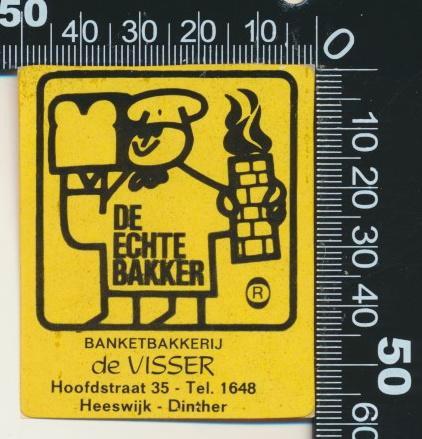 50 40 30 20 10 0
10 20 30 40 50 60
DE
ECHTE
BAKKER
R
BANKETBAKKERIJ
de VISSER
Hoofdstraat 35 - Tel. 1648
Heeswijk - Dinther